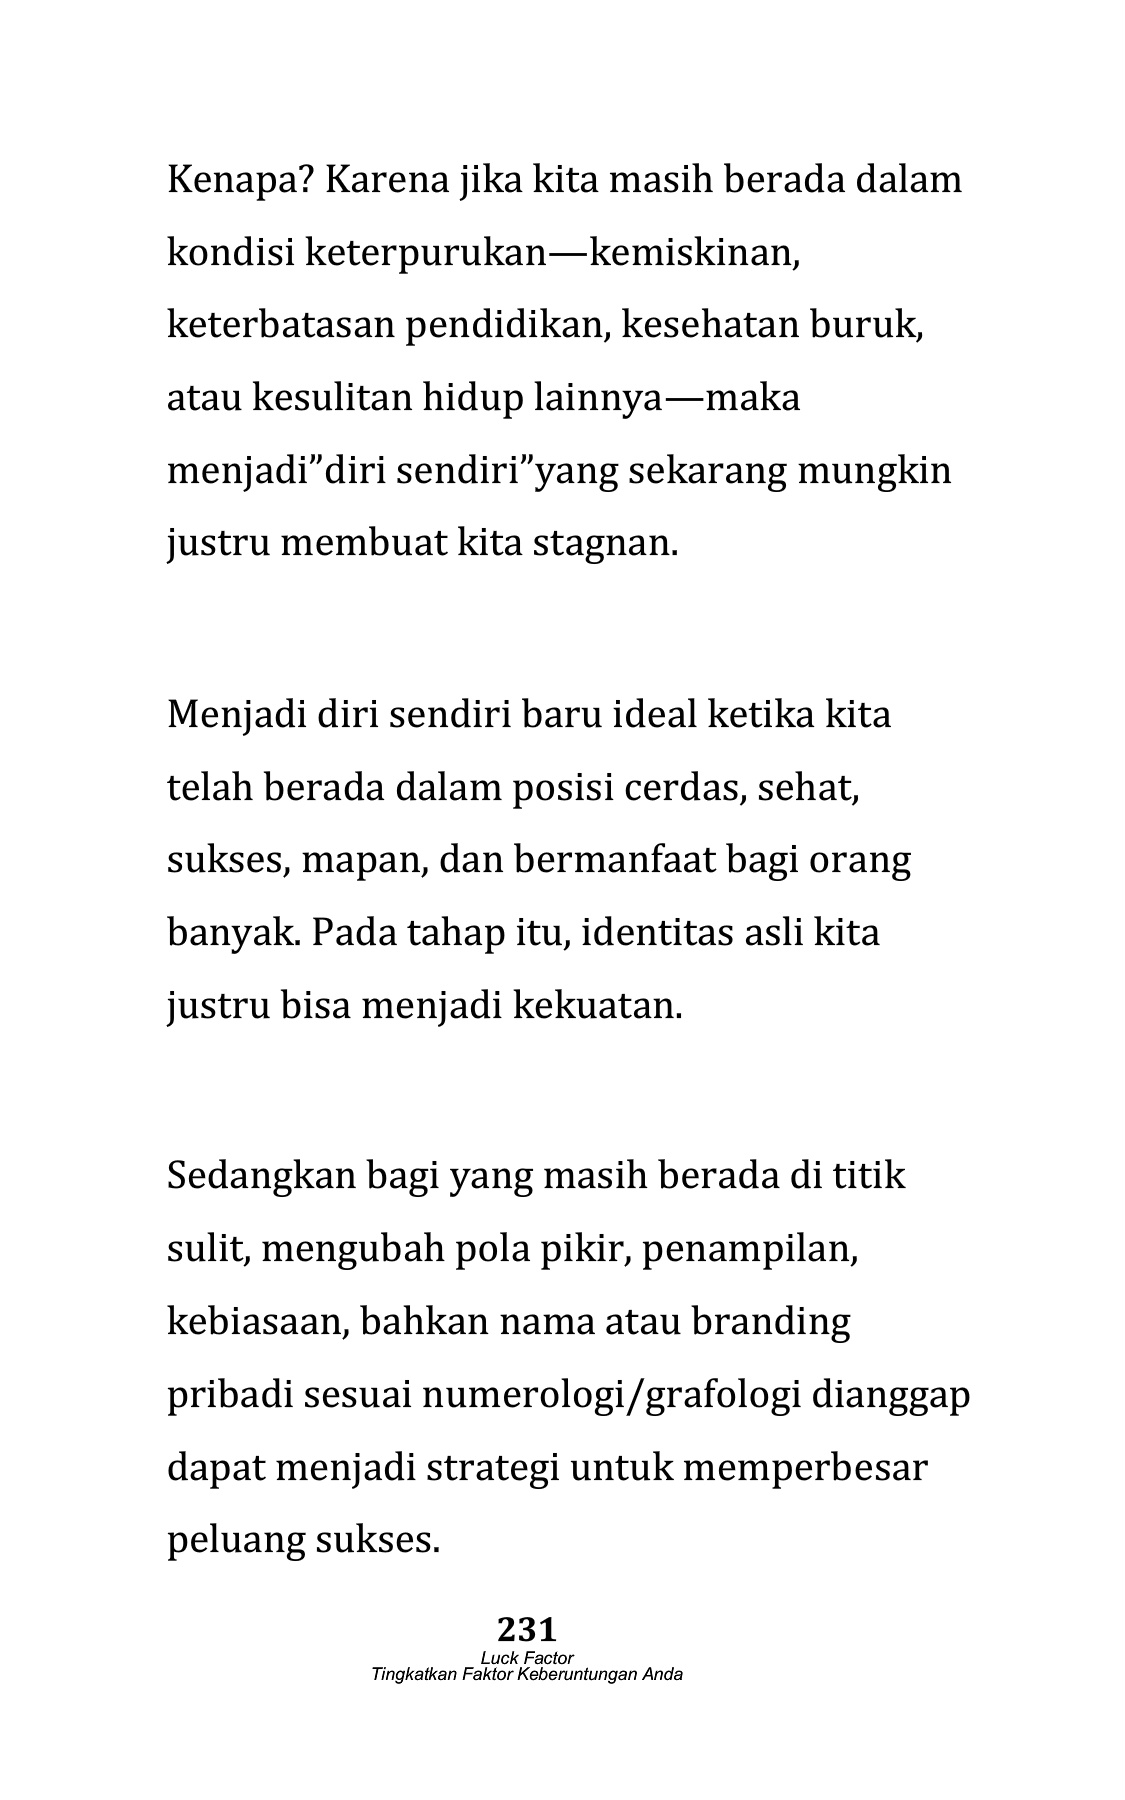 Kenapa? Karena jika kita masih berada dalam
kondisi keterpurukan—kemiskinan,
keterbatasan pendidikan, kesehatan buruk,
atau kesulitan hidup lainnya—maka
menjadi”diri sendiri”yang sekarang mungkin
justru membuat kita stagnan.
Menjadi diri sendiri baru ideal ketika kita
telah berada dalam posisi cerdas, sehat,
sukses, mapan, dan bermanfaat bagi orang
banyak. Pada tahap itu, identitas asli kita
justru bisa menjadi kekuatan.
Sedangkan bagi yang masih berada di titik
sulit, mengubah pola pikir, penampilan,
kebiasaan, bahkan nama atau branding
pribadi sesuai numerologi/grafologi dianggap
dapat menjadi strategi untuk memperbesar
peluang sukses.
231
Luck Factor
Tingkatkan Faktor Keberuntungan Anda